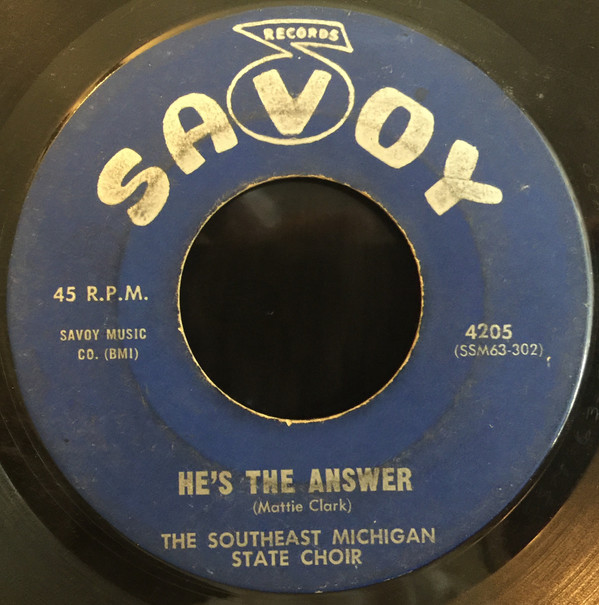 RECORDS
SAVOY
45 R.P.M.
SAVOY MUSIC
CO. (BMI)
4205
(SSM63-302)
HE'S THE ANSWER
(Mattie Clark)
THE SOUTHEAST MICHIGAN
STATE CHOIR